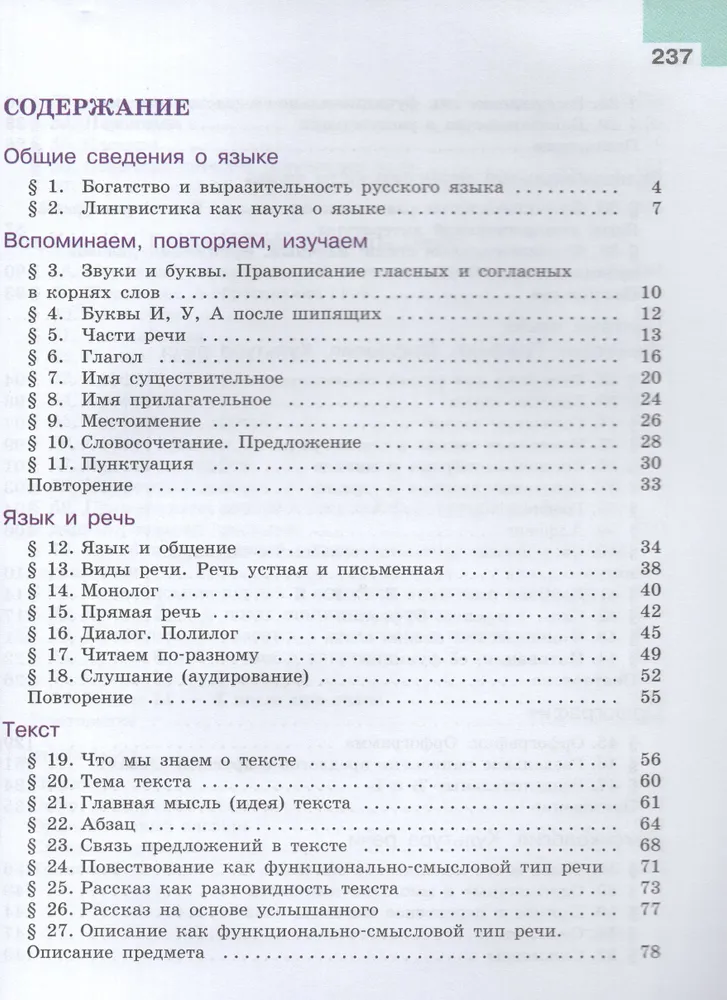 237
СОДЕРЖАНИЕ
Общие сведения о языке
§ 1. Богатство и выразительность русского языка .......... 4
§ 2. Лингвистика как наука о языке .......... 7
Вспоминаем, повторяем, изучаем
§ 3. Звуки и буквы. Правописание гласных и согласных
в корнях слов .......... 10
§ 4. Буквы И, У, А после шипящих .......... 12
§ 5. Части речи .......... 13
§ 6. Глагол .......... 16
§ 7. Имя существительное .......... 20
§ 8. Имя прилагательное .......... 24
§ 9. Местоимение .......... 26
§ 10. Словосочетание. Предложение .......... 28
§ 11. Пунктуация .......... 30
Повторение .......... 33
Язык и речь
§ 12. Язык и общение .......... 34
§ 13. Виды речи. Речь устная и письменная .......... 38
§ 14. Монолог .......... 40
§ 15. Прямая речь .......... 42
§ 16. Диалог. Полилог .......... 45
§ 17. Читаем по-разному .......... 49
§ 18. Слушание (аудирование) .......... 52
Повторение .......... 55
Текст
§ 19. Что мы знаем о тексте .......... 56
§ 20. Тема текста .......... 60
§ 21. Главная мысль (идея) текста .......... 61
§ 22. Абзац .......... 64
§ 23. Связь предложений в тексте .......... 68
§ 24. Повествование как функционально-смысловой тип речи 71
§ 25. Рассказ как разновидность текста .......... 73
§ 26. Рассказ на основе услышанного .......... 77
§ 27. Описание как функционально-смысловой тип речи.
Описание предмета .......... 78